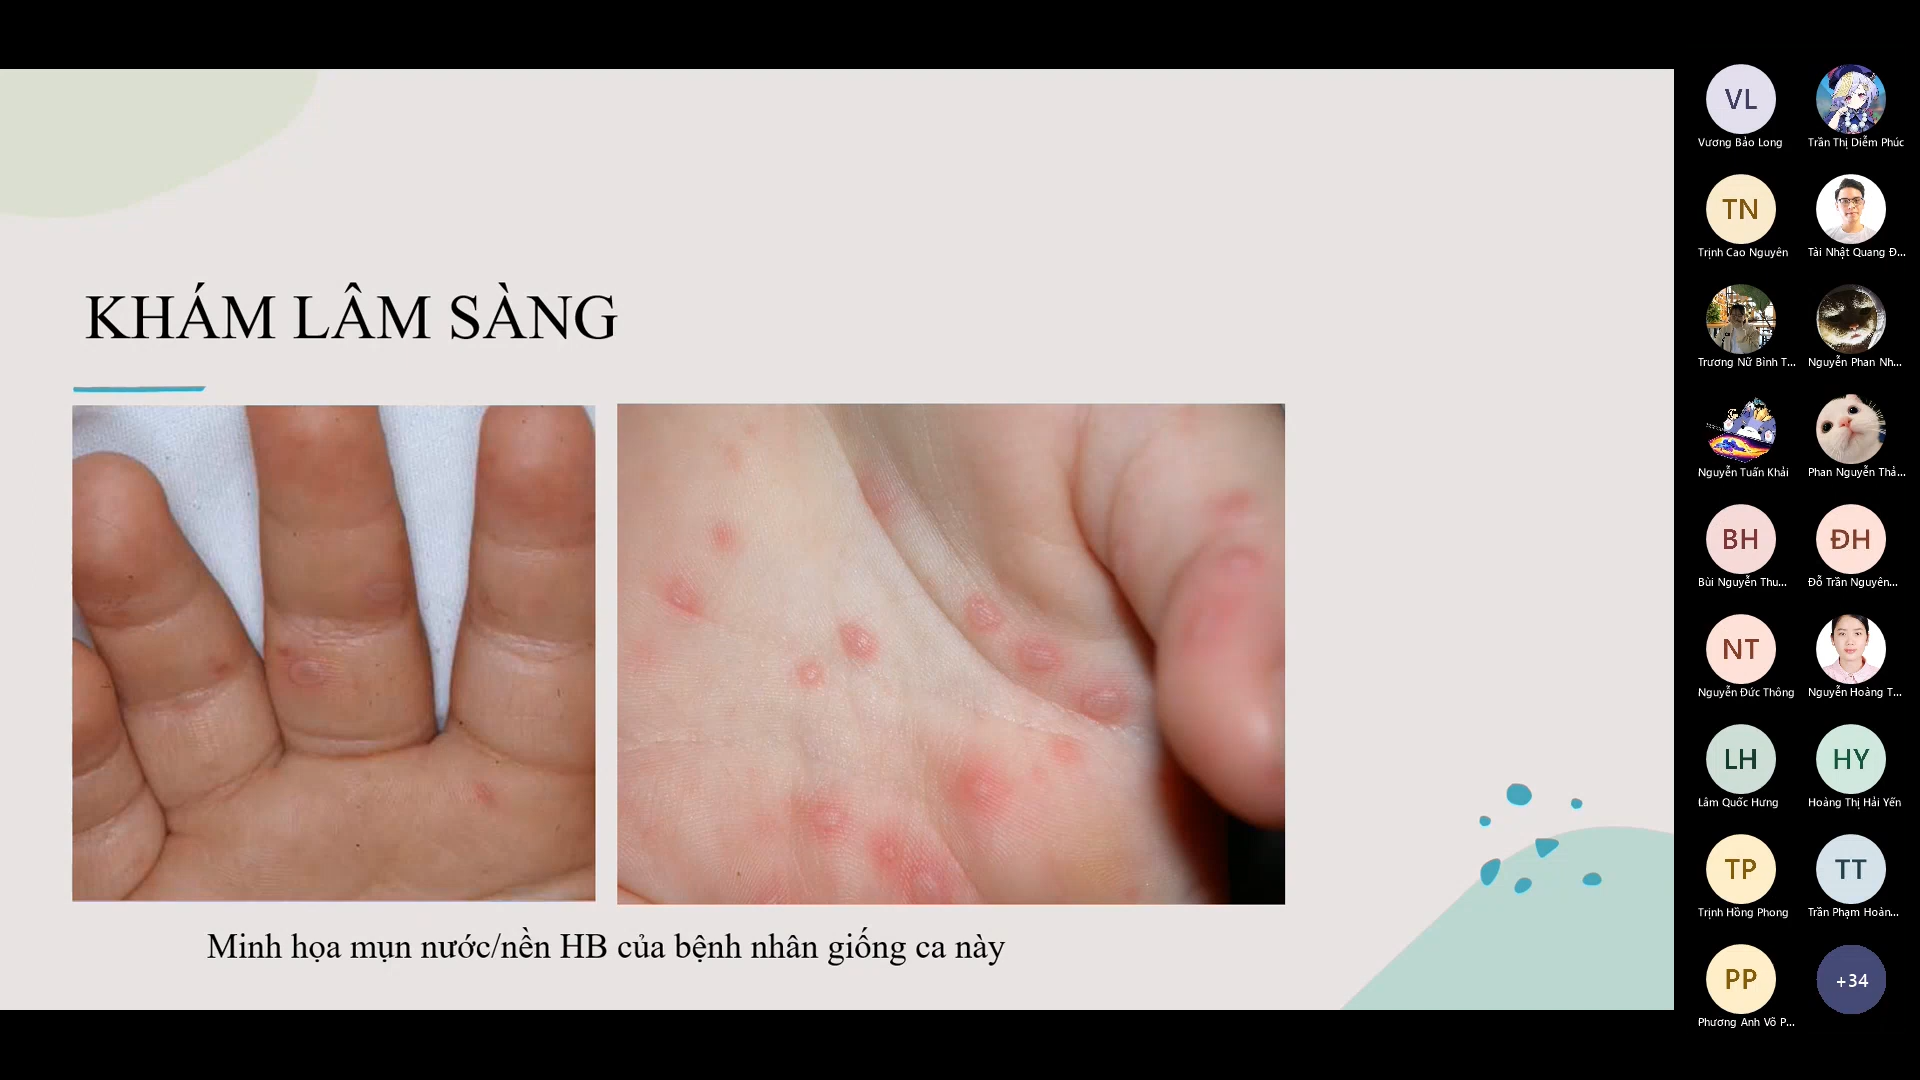 KHÁM LÂM SÀNG
Minh họa mụn nước/nền HB của bệnh nhân giống ca này
VL
Vương Bảo Long
Trần Thị Diễm Phúc
TN
Trịnh Cao Nguyên
Tài Nhật Quang Đ...
Trương Nữ Bình T...
Nguyễn Phan Nh...
Nguyễn Tuấn Khải
Phan Nguyễn Thả...
BH
Bùi Nguyễn Thu...
ĐH
Đỗ Trần Nguyên...
NT
Nguyễn Đức Thông
Nguyễn Hoàng T...
LH
Lâm Quốc Hưng
HY
Hoàng Thị Hải Yến
TP
Trịnh Hồng Phong
TT
Trần Phạm Hoàn...
PP
Phương Anh Võ P...
+34